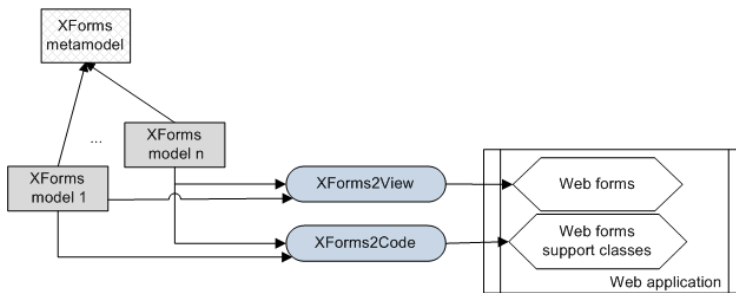 XForms
metamodel
...
XForms
model n
XForms
model 1
XForms2View
Web forms
XForms2Code
Web forms
support classes
Web application